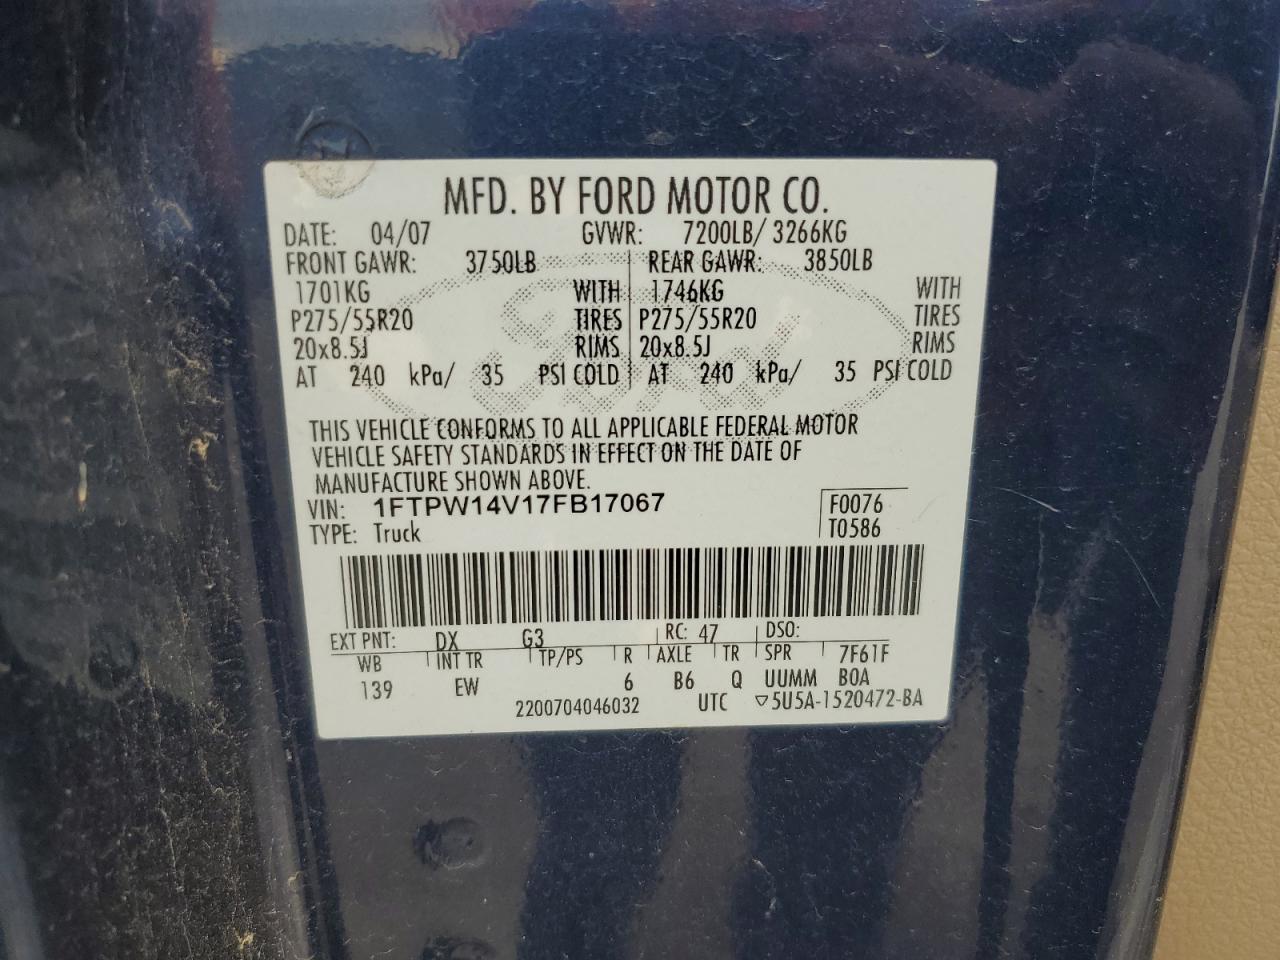 MFD. BY FORD MOTOR CO.
DATE: 04/07 GVWR: 7200LB/ 3266KG
FRONT GAWR: 3750LB REAR GAWR: 3850LB
1701KG WITH 1746KG WITH
P275/55R20 TIRES P275/55R20 TIRES
20x8.5J RIMS 20x8.5J RIMS
AT 240 kPa/ 35 PSI COLD AT 240 kPa/ 35 PSI COLD
THIS VEHICLE CONFORMS TO ALL APPLICABLE FEDERAL MOTOR
VEHICLE SAFETY STANDARDS IN EFFECT ON THE DATE OF
MANUFACTURE SHOWN ABOVE.
VIN: 1FTPW14V17FB17067 F0076
TYPE: Truck T0586
EXT PNT: DX G3 RC: 47 DSO:
WB INT TR TP/PS R AXLE TR SPR 7F61F
139 EW 6 B6 Q UUMM BOA
2200704046032 UTC ▽5U5A-1520472-BA